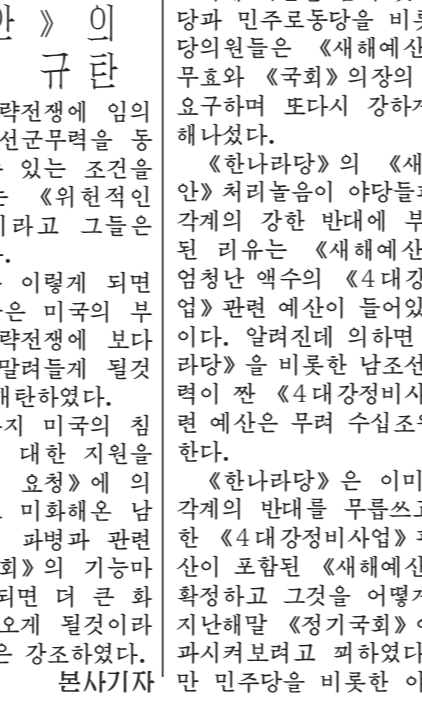 안 》 의
규 탄
략전쟁에 임의
선군무력을 동
수 있는 조건을
는 《위헌적인
이라고 그들은
다.
이렇게 되면
은 미국의 부
략전쟁에 보다
말려들게 될것
개탄하였다.
지 미국의 침
대한 지원을
요청》에 의
미화해온 남
파병과 관련
회》의 기능마
되면 더 큰 화
오게 될것이라
은 강조하였다.
본사기자
당과 민주로동당을 비롯
당의원들은 《새해예산
무효와 《국회》의장의
요구하며 또다시 강하게
해나섰다.
《한나라당》의 《새
안》처리놀음이 야당들과
각계의 강한 반대에 부
된 리유는 《새해예산
엄청난 액수의 《4대강
업》관련 예산이 들어있
이다. 알려진데 의하면
라당》을 비롯한 남조선
력이 짠 《4대강정비사
련 예산은 무려 수십조원
한다.
《한나라당》은 이미
각계의 반대를 무릅쓰고
한 《4대강정비사업》관
산이 포함된 《새해예산
확정하고 그것을 어떻게
지난해말 《정기국회》에
과시켜보려고 꾀하였다
만 민주당을 비롯한 야